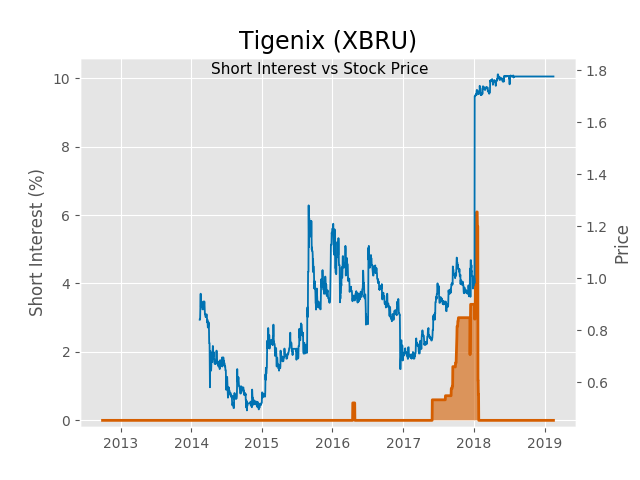 Tigenix (XBRU)
Short Interest vs Stock Price
Short Interest (%)
10
8
6
4
2
0
1.8
1.6
1.4
1.2
1.0
0.8
0.6
Price
2013 2014 2015 2016 2017 2018 2019